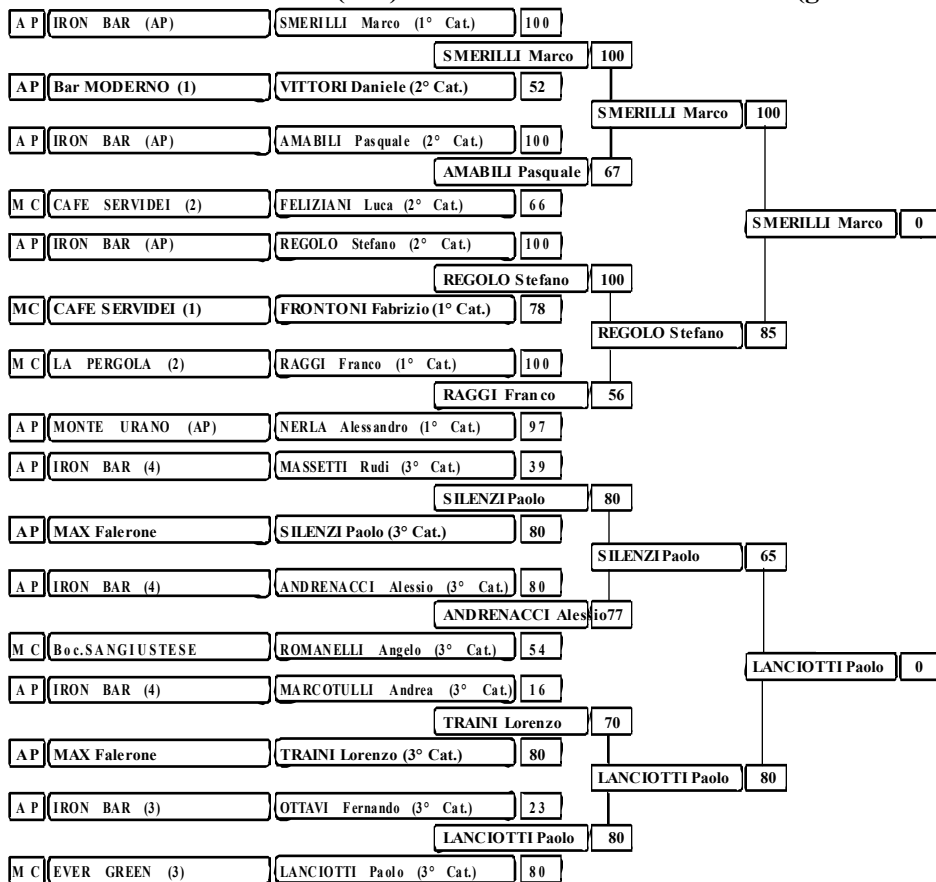 A P IRON BAR (AP) SMERILLI Marco (1° Cat.) 100
SMERILLI Marco 100
AP Bar MODERNO (1) VITTORI Daniele (2° Cat.) 52
SMERILLI Marco 100
A P IRON BAR (AP) AMABILI Pasquale (2° Cat.) 100
AMABILI Pasquale 67
M C CAFE SERVIDEI (2) FELIZIANI Luca (2° Cat.) 66
SMERILLI Marco 0
A P IRON BAR (AP) REGOLO Stefano (2° Cat.) 100
REGOLO Stefano 100
MC CAFE SERVIDEI (1) FRONTONI Fabrizio (1° Cat.) 78
REGOLO Stefano 85
M C LA PERGOLA (2) RAGGI Franco (1° Cat.) 100
RAGGI Franco 56
A P MONTE URANO (AP) NERLA Alessandro (1° Cat.) 97
A P IRON BAR (4) MASSETTI Rudi (3° Cat.) 39
SILENZI Paolo 80
AP MAX Falerone SILENZI Paolo (3° Cat.) 80
SILENZI Paolo 65
A P IRON BAR (4) ANDRENACCI Alessio (3° Cat.) 80
ANDRENACCI Alessio 77
M C Boc.SANGIUSTESE ROMANELLI Angelo (3° Cat.) 54
LANCIOTTI Paolo 0
A P IRON BAR (4) MARCOTULLI Andrea (3° Cat.) 16
TRAINI Lorenzo 70
AP MAX Falerone TRAINI Lorenzo (3° Cat.) 80
LANCIOTTI Paolo 80
A P IRON BAR (3) OTTAVI Fernando (3° Cat.) 23
LANCIOTTI Paolo 80
M C EVER GREEN (3) LANCIOTTI Paolo (3° Cat.) 80